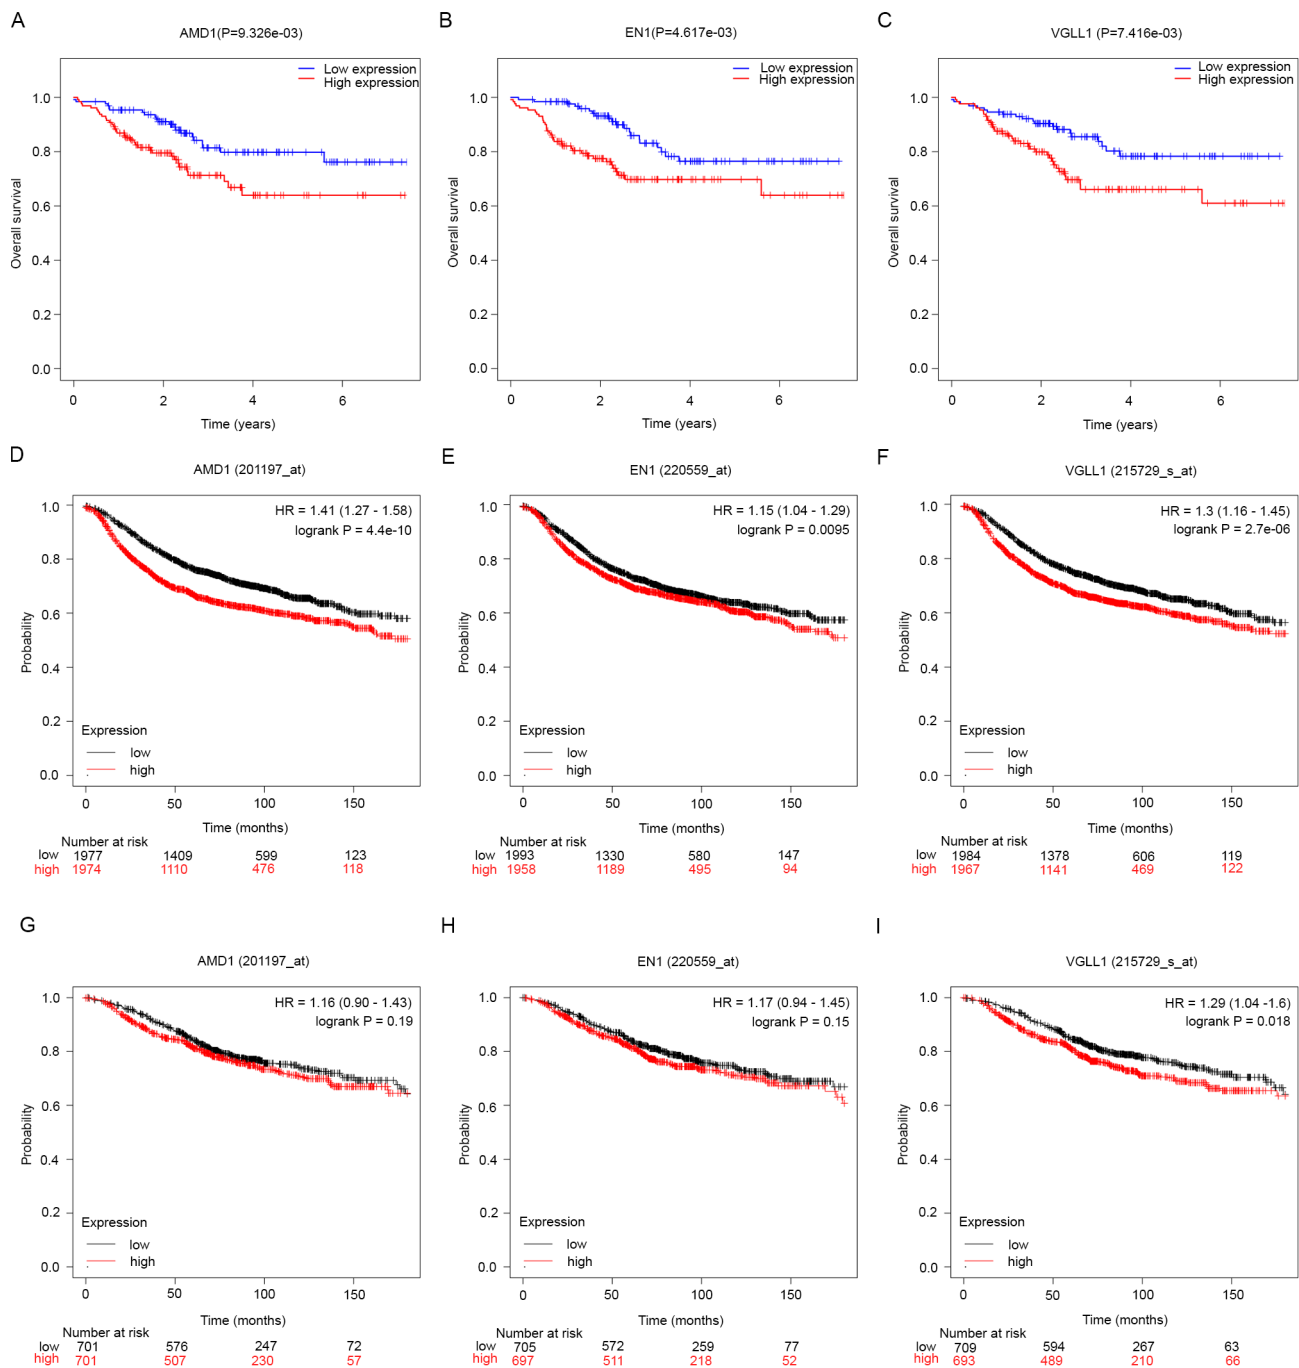 A
AMD1(P=9.326e-03)
Low expression
High expression
1.0
0.8
0.6
0.4
0.2
0.0
Overall survival
0 2 4 6
Time (years)
B
EN1(P=4.617e-03)
Low expression
High expression
1.0
0.8
0.6
0.4
0.2
0.0
Overall survival
0 2 4 6
Time (years)
C
VGLL1 (P=7.416e-03)
Low expression
High expression
1.0
0.8
0.6
0.4
0.2
0.0
Overall survival
0 2 4 6
Time (years)
D
AMD1 (201197_at)
HR = 1.41 (1.27 - 1.58)
logrank P = 4.4e-10
1.0
0.8
0.6
0.4
0.2
0.0
Probability
Expression
low
high
0 50 100 150
Time (months)
Number at risk
low 1977 1409 599 123
high 1974 1110 476 118
E
EN1 (220559_at)
HR = 1.15 (1.04 - 1.29)
logrank P = 0.0095
1.0
0.8
0.6
0.4
0.2
0.0
Probability
Expression
low
high
0 50 100 150
Time (months)
Number at risk
low 1993 1330 580 147
high 1958 1189 495 94
F
VGLL1 (215729_s_at)
HR = 1.3 (1.16 - 1.45)
logrank P = 2.7e-06
1.0
0.8
0.6
0.4
0.2
0.0
Probability
Expression
low
high
0 50 100 150
Time (months)
Number at risk
low 1984 1378 606 119
high 1967 1141 469 122
G
AMD1 (201197_at)
HR = 1.16 (0.90 - 1.43)
logrank P = 0.19
1.0
0.8
0.6
0.4
0.2
0.0
Probability
Expression
low
high
0 50 100 150
Time (months)
Number at risk
low 701 576 247 72
high 701 507 230 57
H
EN1 (220559_at)
HR = 1.17 (0.94 - 1.45)
logrank P = 0.15
1.0
0.8
0.6
0.4
0.2
0.0
Probability
Expression
low
high
0 50 100 150
Time (months)
Number at risk
low 705 572 259 77
high 697 511 218 52
I
VGLL1 (215729_s_at)
HR = 1.29 (1.04 -1.6)
logrank P = 0.018
1.0
0.8
0.6
0.4
0.2
0.0
Probability
Expression
low
high
0 50 100 150
Time (months)
Number at risk
low 709 594 267 63
high 693 489 210 66